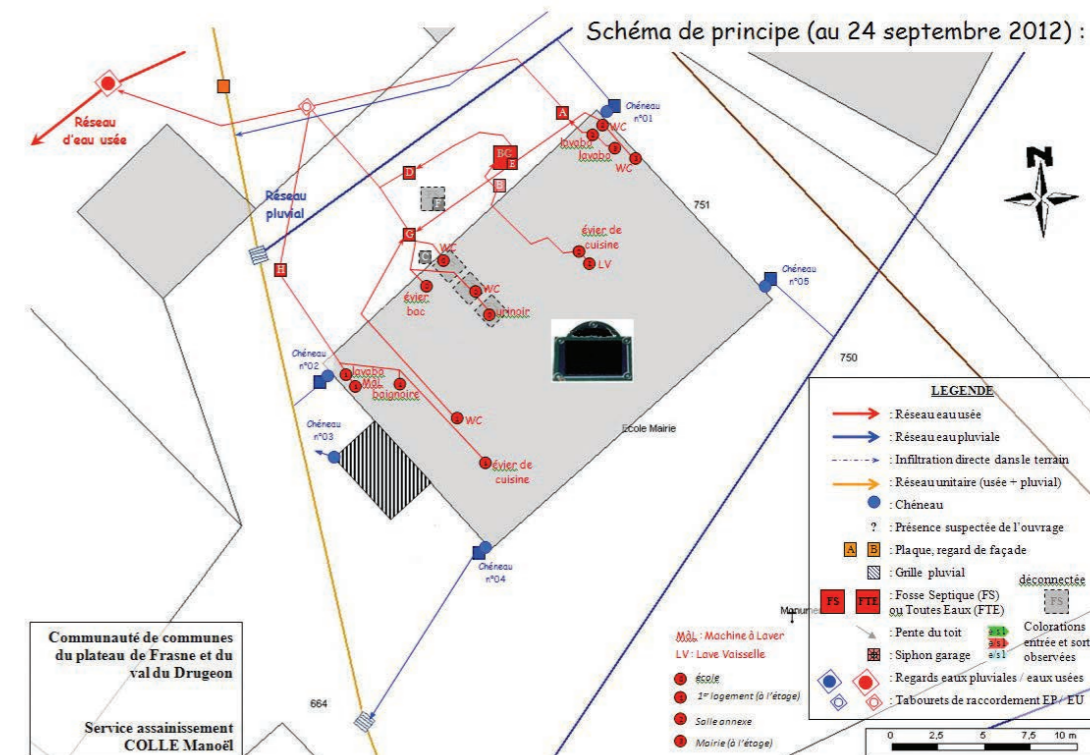 Schéma de principe (au 24 septembre 2012) :
Réseau
d'eau usée
Réseau
pluvial
A
Chéneau
n°01
WC
lavabo
lavabo
WC
BG
E
D
B
F
N
751
G
évier de
cuisine
LV
C
WC
H
WC
évier
bac
urinoir
Chéneau
n°05
Chéneau
n°02
lavabo
MàL
baignoire
750
Chéneau
n°03
WC
Ecole Mairie
évier de
cuisine
Chéneau
n°04
664
LEGENDE
: Réseau eau usée
: Réseau eau pluviale
: Infiltration directe dans le terrain
: Réseau unitaire (usée + pluvial)
: Chéneau
? : Présence suspectée de l'ouvrage
A B : Plaque, regard de façade
: Grille pluvial
déconnectée
FS FTE : Fosse Septique (FS)
ou Toutes Eaux (FTE)
FS
: Pente du toit
Colorations
entrée et sort
observées
: Siphon garage
: Regards eaux pluviales / eaux usées
: Tabourets de raccordement EP / EU
0 2,5 5 7,5 10 m
Manume
MàL : Machine à Laver
LV : Lave Vaisselle
école
1er logement (à l'étage)
Salle annexe
Mairie (à l'étage)
Communauté de communes
du plateau de Frasne et du
val du Drugeon
Service assainissement
COLLE Manoël